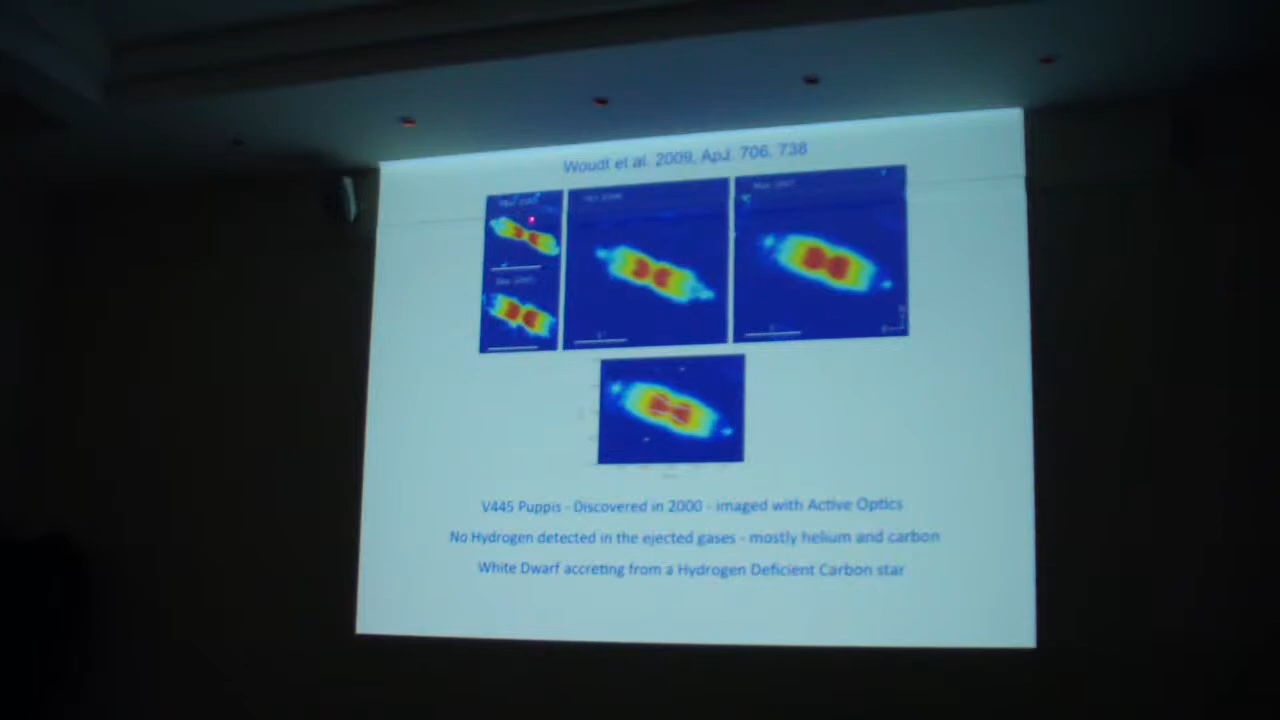 Woudt et al. 2009, ApJ, 706, 738
V445 Puppis - Discovered in 2000 - imaged with Active Optics
No Hydrogen detected in the ejected gases - mostly helium and carbon
White Dwarf accreting from a Hydrogen Deficient Carbon star